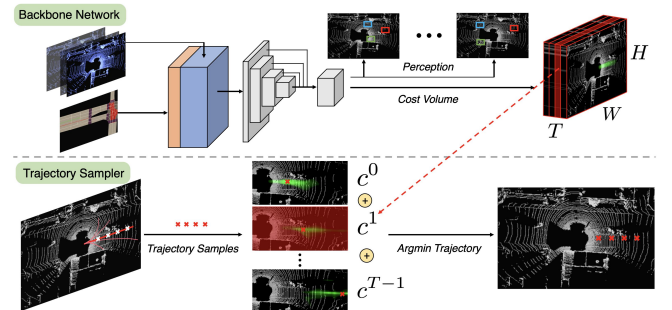 Backbone Network
Perception
Cost Volume
H
W
T
Trajectory Sampler
c^0
+
Trajectory Samples
c^1
Argmin Trajectory
+
c^{T-1}